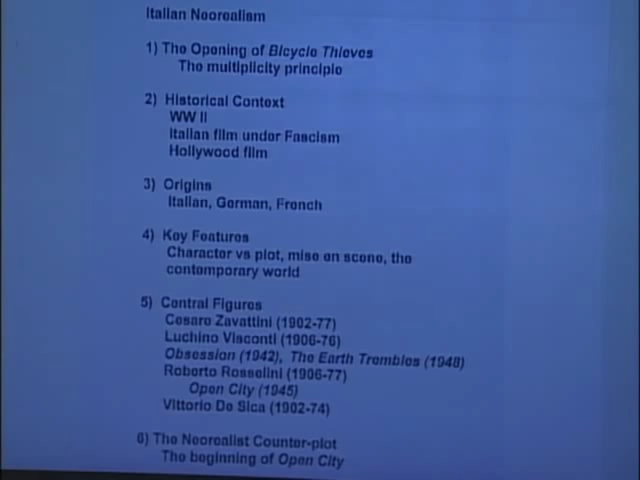 Italian Neorealism
1) The Opening of Bicycle Thieves
The multiplicity principle
2) Historical Context
WW II
Italian film under Fascism
Hollywood film
3) Origins
Italian, German, French
4) Key Features
Character vs plot, mise en scene, the
contemporary world
5) Central Figures
Cesare Zavattini (1902-77)
Luchino Visconti (1906-76)
Obsession (1942), The Earth Trembles (1948)
Roberto Rosselini (1906-77)
Open City (1945)
Vittorio De Sica (1902-74)
6) The Neorealist Counter-plot
The beginning of Open City